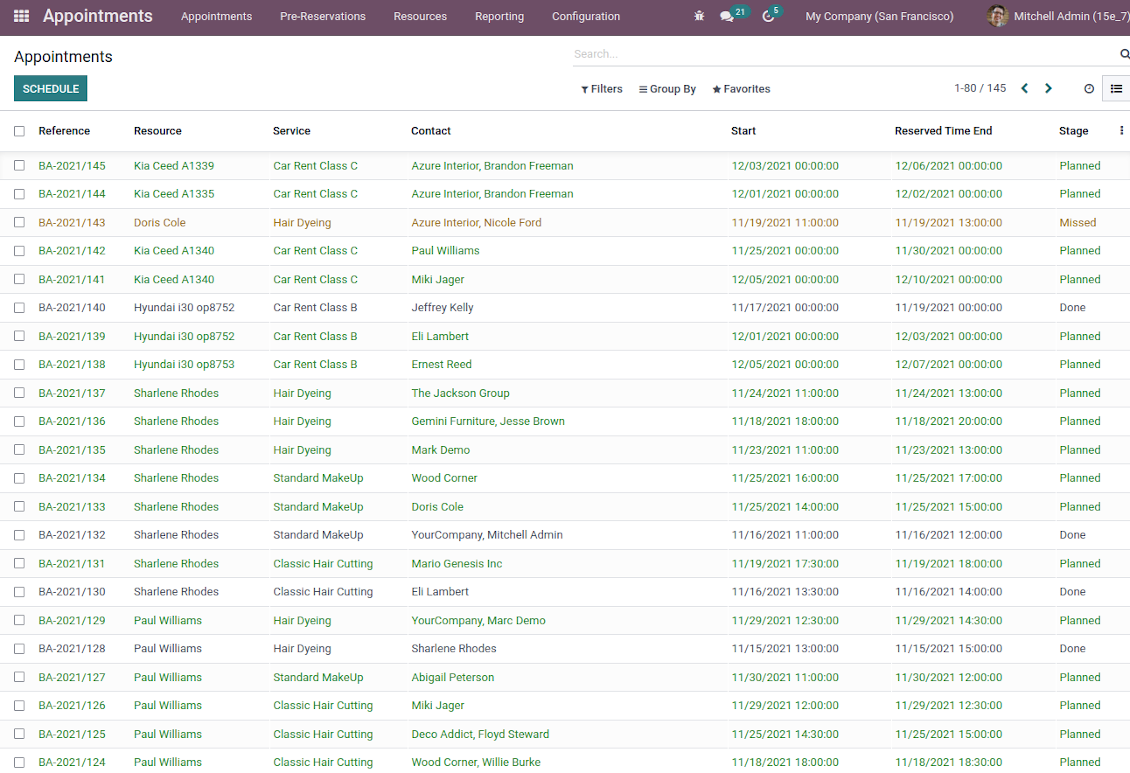 Appointments Appointments Pre-Reservations Resources Reporting Configuration 21 5 My Company (San Francisco) Mitchell Admin (15e_7)
Appointments Search...
SCHEDULE Filters Group By Favorites 1-80 / 145
Reference Resource Service Contact Start Reserved Time End Stage
BA-2021/145 Kia Ceed A1339 Car Rent Class C Azure Interior, Brandon Freeman 12/03/2021 00:00:00 12/06/2021 00:00:00 Planned
BA-2021/144 Kia Ceed A1335 Car Rent Class C Azure Interior, Brandon Freeman 12/01/2021 00:00:00 12/02/2021 00:00:00 Planned
BA-2021/143 Doris Cole Hair Dyeing Azure Interior, Nicole Ford 11/19/2021 11:00:00 11/19/2021 13:00:00 Missed
BA-2021/142 Kia Ceed A1340 Car Rent Class C Paul Williams 11/25/2021 00:00:00 11/30/2021 00:00:00 Planned
BA-2021/141 Kia Ceed A1340 Car Rent Class C Miki Jager 12/05/2021 00:00:00 12/10/2021 00:00:00 Planned
BA-2021/140 Hyundai i30 op8752 Car Rent Class B Jeffrey Kelly 11/17/2021 00:00:00 11/19/2021 00:00:00 Done
BA-2021/139 Hyundai i30 op8752 Car Rent Class B Eli Lambert 12/01/2021 00:00:00 12/03/2021 00:00:00 Planned
BA-2021/138 Hyundai i30 op8753 Car Rent Class B Ernest Reed 12/05/2021 00:00:00 12/07/2021 00:00:00 Planned
BA-2021/137 Sharlene Rhodes Hair Dyeing The Jackson Group 11/24/2021 11:00:00 11/24/2021 13:00:00 Planned
BA-2021/136 Sharlene Rhodes Hair Dyeing Gemini Furniture, Jesse Brown 11/18/2021 18:00:00 11/18/2021 20:00:00 Planned
BA-2021/135 Sharlene Rhodes Hair Dyeing Mark Demo 11/23/2021 11:00:00 11/23/2021 13:00:00 Planned
BA-2021/134 Sharlene Rhodes Standard MakeUp Wood Corner 11/25/2021 16:00:00 11/25/2021 17:00:00 Planned
BA-2021/133 Sharlene Rhodes Standard MakeUp Doris Cole 11/25/2021 14:00:00 11/25/2021 15:00:00 Planned
BA-2021/132 Sharlene Rhodes Standard MakeUp YourCompany, Mitchell Admin 11/16/2021 11:00:00 11/16/2021 12:00:00 Done
BA-2021/131 Sharlene Rhodes Classic Hair Cutting Mario Genesis Inc 11/19/2021 17:30:00 11/19/2021 18:00:00 Planned
BA-2021/130 Sharlene Rhodes Classic Hair Cutting Eli Lambert 11/16/2021 13:30:00 11/16/2021 14:00:00 Done
BA-2021/129 Paul Williams Hair Dyeing YourCompany, Marc Demo 11/29/2021 12:30:00 11/29/2021 14:30:00 Planned
BA-2021/128 Paul Williams Hair Dyeing Sharlene Rhodes 11/15/2021 13:00:00 11/15/2021 15:00:00 Done
BA-2021/127 Paul Williams Standard MakeUp Abigail Peterson 11/30/2021 11:00:00 11/30/2021 12:00:00 Planned
BA-2021/126 Paul Williams Classic Hair Cutting Miki Jager 11/29/2021 12:00:00 11/29/2021 12:30:00 Planned
BA-2021/125 Paul Williams Classic Hair Cutting Deco Addict, Floyd Steward 11/25/2021 14:30:00 11/25/2021 15:00:00 Planned
BA-2021/124 Paul Williams Classic Hair Cutting Wood Corner, Willie Burke 11/18/2021 18:00:00 11/18/2021 18:30:00 Planned